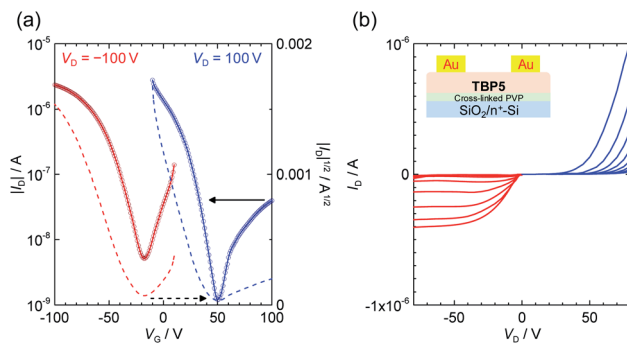 (a)
(b)
V_D = −100 V
V_D = 100 V
10^-5
10^-6
10^-7
10^-8
10^-9
|I_D| / A
0.002
0.001
0
|I_D|^1/2 / A^1/2
-100
-50
0
50
100
V_G / V
10^-6
0
-1x10^-6
I_D / A
-50
0
50
V_D / V
Au
Au
TBP5
Cross-linked PVP
SiO2/n+-Si